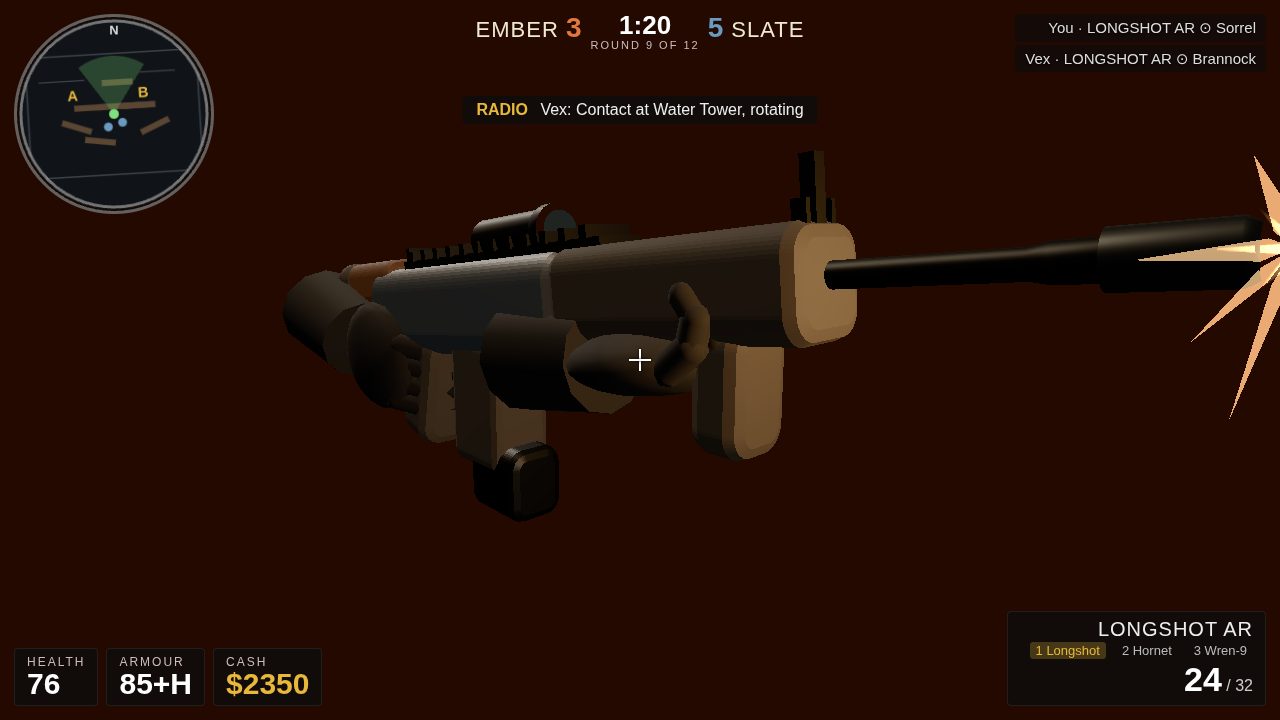 N
A
B
EMBER 3 1:20 5 SLATE
ROUND 9 OF 12
You · LONGSHOT AR ⊙ Sorrel
Vex · LONGSHOT AR ⊙ Brannock
RADIO Vex: Contact at Water Tower, rotating
HEALTH
76
ARMOUR
85+H
CASH
$2350
LONGSHOT AR
1 Longshot 2 Hornet 3 Wren-9
24 / 32